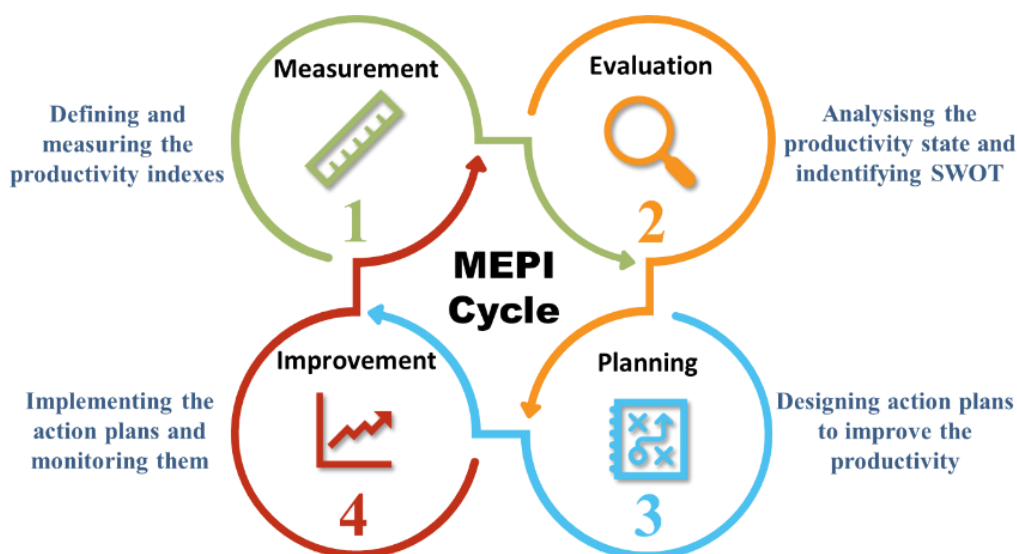 Measurement
Defining and
measuring the
productivity indexes
1
Evaluation
Analysisng the
productivity state and
indentifying SWOT
2
MEPI
Cycle
Improvement
Implementing the
action plans and
monitoring them
4
Planning
Designing action plans
to improve the
productivity
3